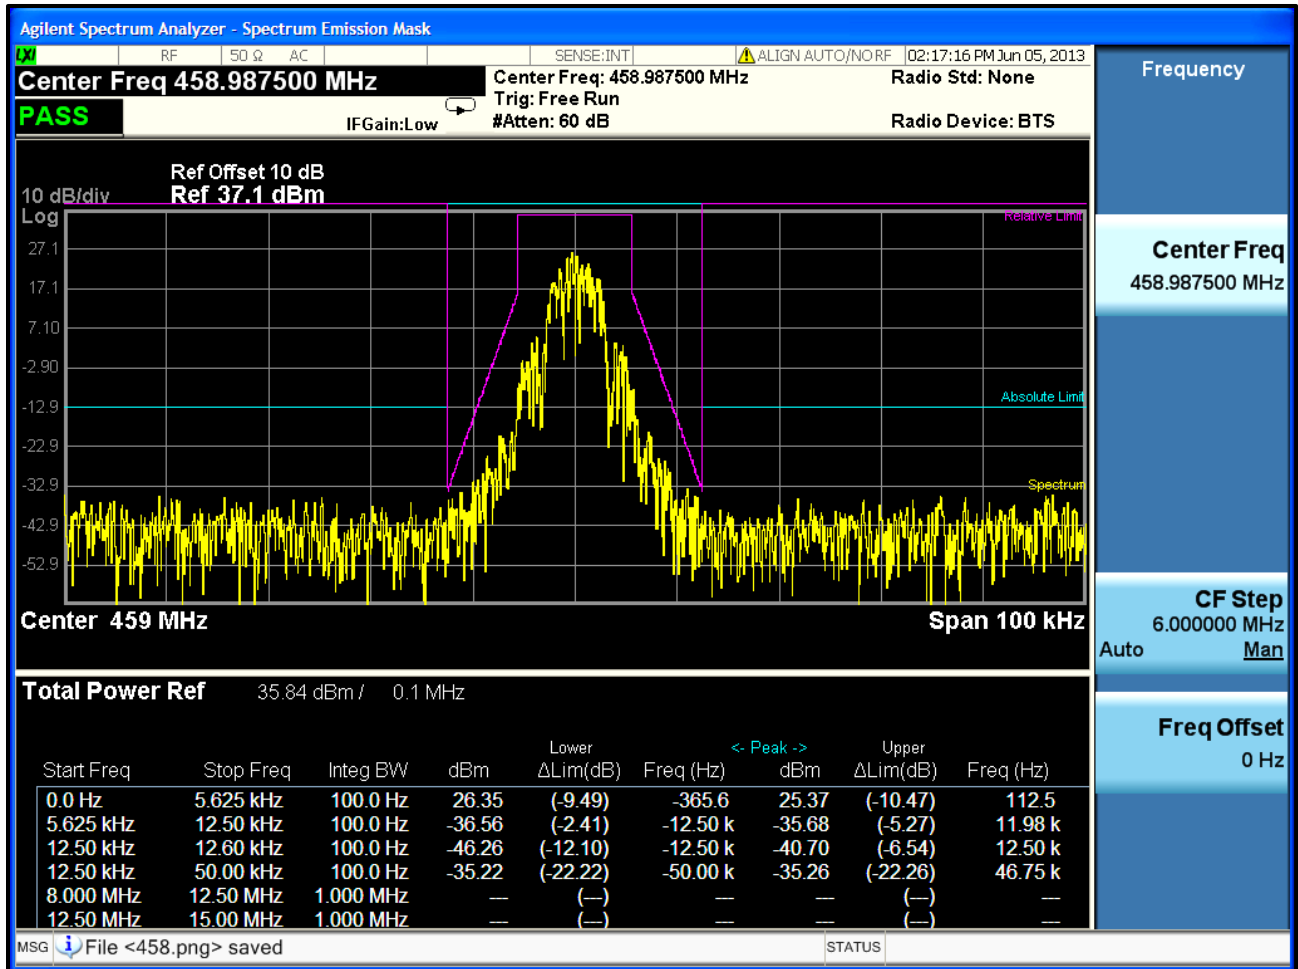 Agilent Spectrum Analyzer - Spectrum Emission Mask
LXI RF 50 Ω AC SENSE:INT ALIGN AUTO/NO RF 02:17:16 PM Jun 05, 2013
Center Freq 458.987500 MHz
Center Freq: 458.987500 MHz
Radio Std: None
Trig: Free Run
PASS
IFGain:Low
#Atten: 60 dB
Radio Device: BTS
Ref Offset 10 dB
10 dB/div Ref 37.1 dBm
Log
Relative Limit
27.1
17.1
7.10
-2.90
Absolute Limit
-12.9
-22.9
-32.9
Spectrum
-42.9
-52.9
Center 459 MHz
Span 100 kHz
Total Power Ref 35.84 dBm / 0.1 MHz
Lower <- Peak -> Upper
Start Freq Stop Freq Integ BW dBm ΔLim(dB) Freq (Hz) dBm ΔLim(dB) Freq (Hz)
0.0 Hz 5.625 kHz 100.0 Hz 26.35 (-9.49) -365.6 25.37 (-10.47) 112.5
5.625 kHz 12.50 kHz 100.0 Hz -36.56 (-2.41) -12.50 k -35.68 (-5.27) 11.98 k
12.50 kHz 12.60 kHz 100.0 Hz -46.26 (-12.10) -12.50 k -40.70 (-6.54) 12.50 k
12.50 kHz 50.00 kHz 100.0 Hz -35.22 (-22.22) -50.00 k -35.26 (-22.26) 46.75 k
8.000 MHz 12.50 MHz 1.000 MHz --- (---) --- --- (---) ---
12.50 MHz 15.00 MHz 1.000 MHz --- (---) --- --- (---) ---
MSG File <458.png> saved
STATUS
Frequency
Center Freq
458.987500 MHz
CF Step
6.000000 MHz
Auto Man
Freq Offset
0 Hz